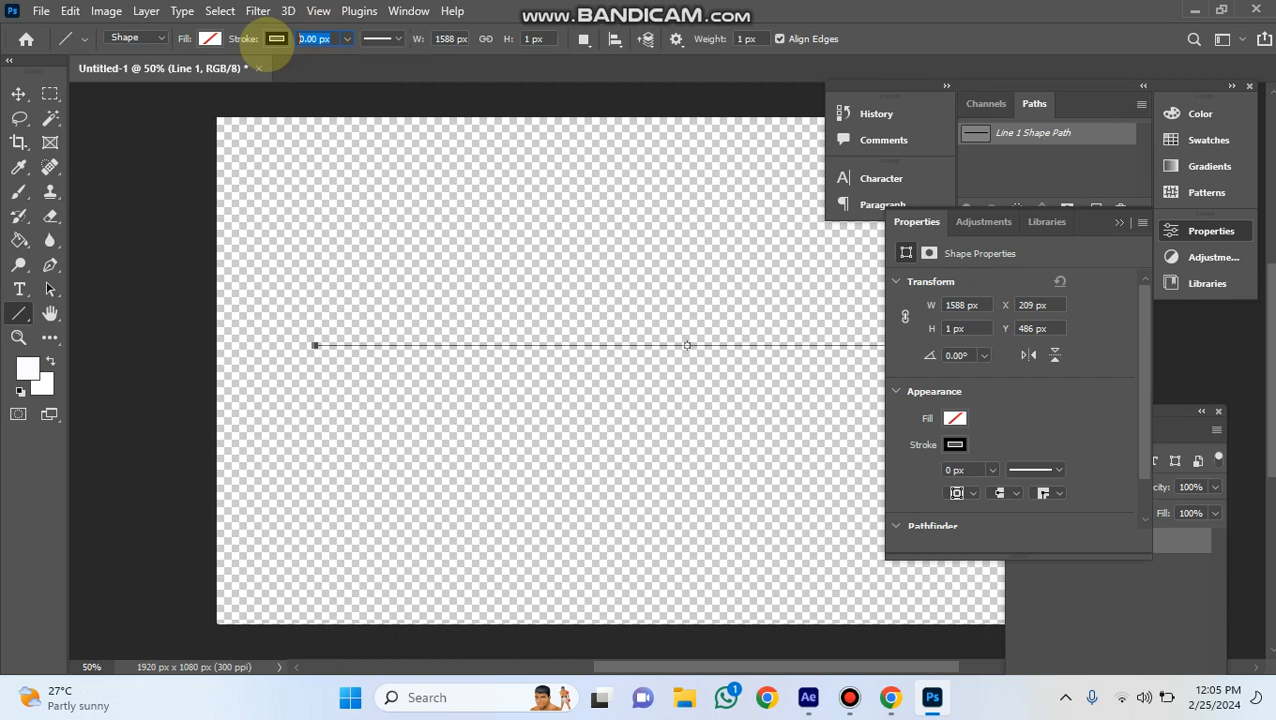 Ps File Edit Image Layer Type Select Filter 3D View Plugins Window Help
www.BANDICAM.com
Shape Fill: Stroke: 0.00 px W: 1588 px H: 1 px Weight: 1 px Align Edges
Untitled-1 @ 50% (Line 1, RGB/8) *
History
Comments
Character
Paragraph
Channels Paths
Line 1 Shape Path
Color
Swatches
Gradients
Patterns
Properties
Adjustme...
Libraries
Properties Adjustments Libraries
Shape Properties
Transform
W 1588 px X 209 px
H 1 px Y 486 px
0.00°
Appearance
Fill
Stroke
0 px
Pathfinder
acity: 100%
Fill: 100%
50% 1920 px x 1080 px (300 ppi)
27°C
Partly sunny
Search
1
Ae
Ps
12:05 PM
2/25/2024